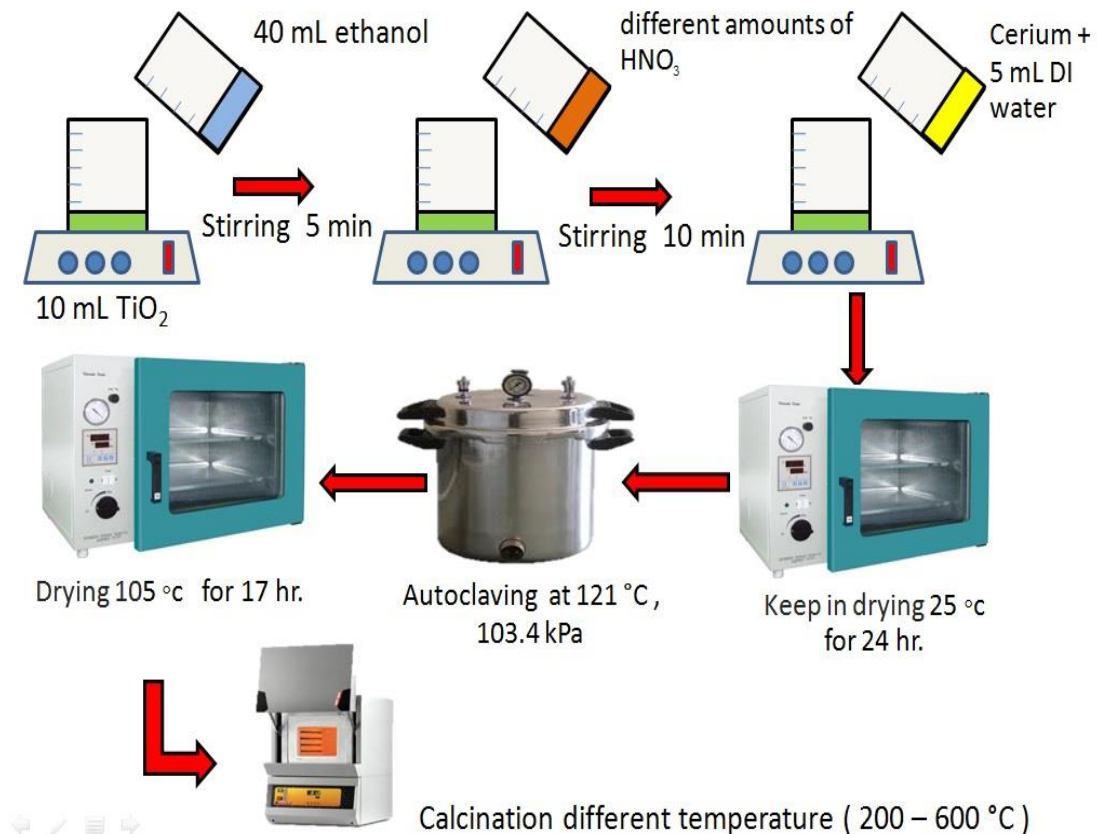 40 mL ethanol
different amounts of
HNO₃
Cerium +
5 mL DI
water
Stirring 5 min
Stirring 10 min
10 mL TiO₂
Drying 105 °c for 17 hr.
Autoclaving at 121 °C ,
103.4 kPa
Keep in drying 25 °c
for 24 hr.
Calcination different temperature ( 200 – 600 °C )